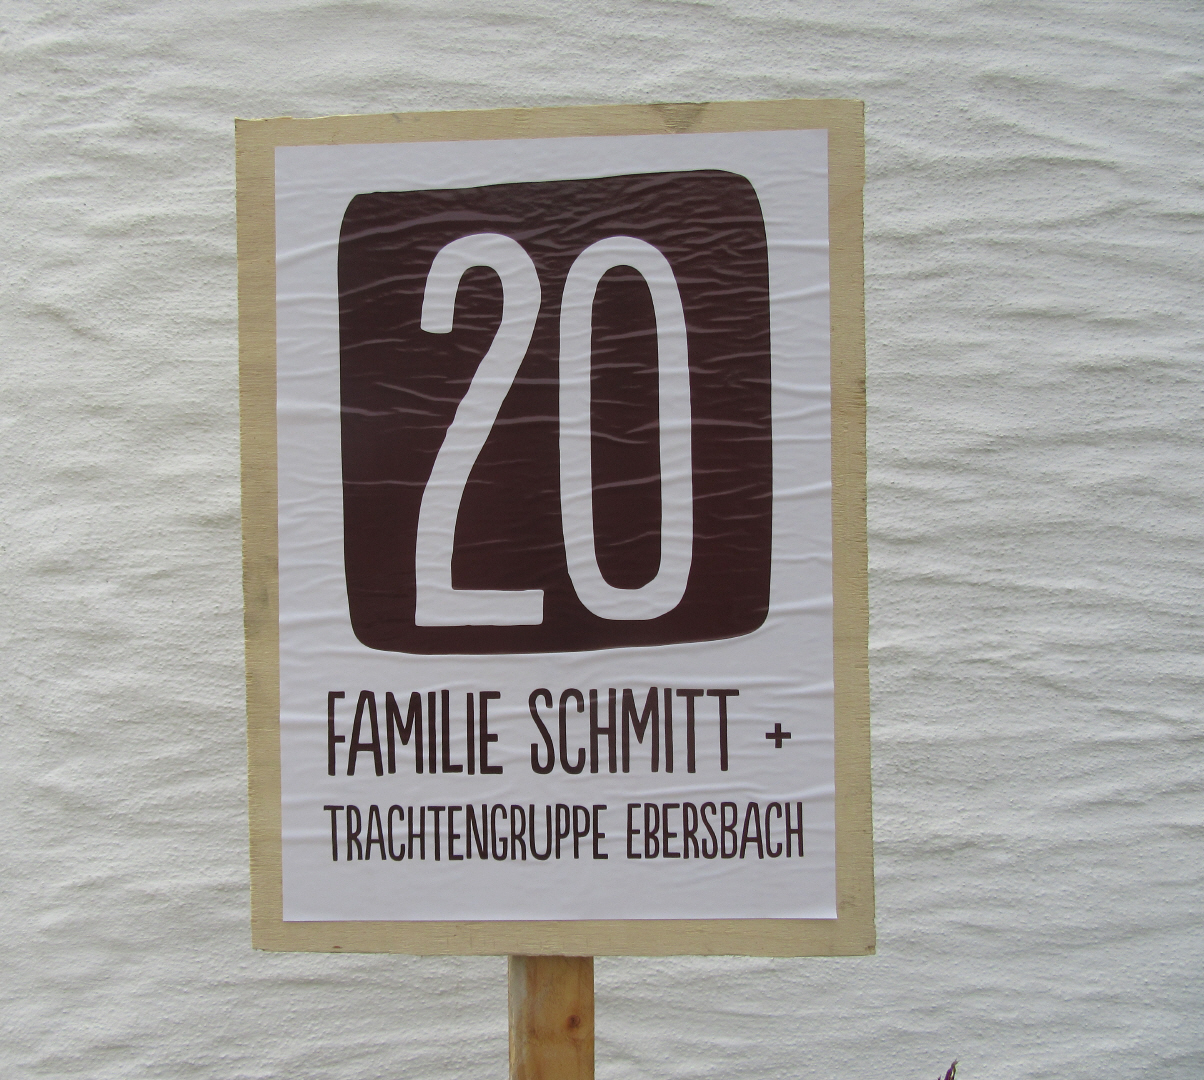 20
FAMILIE SCHMITT +
TRACHTENGRUPPE EBERSBACH